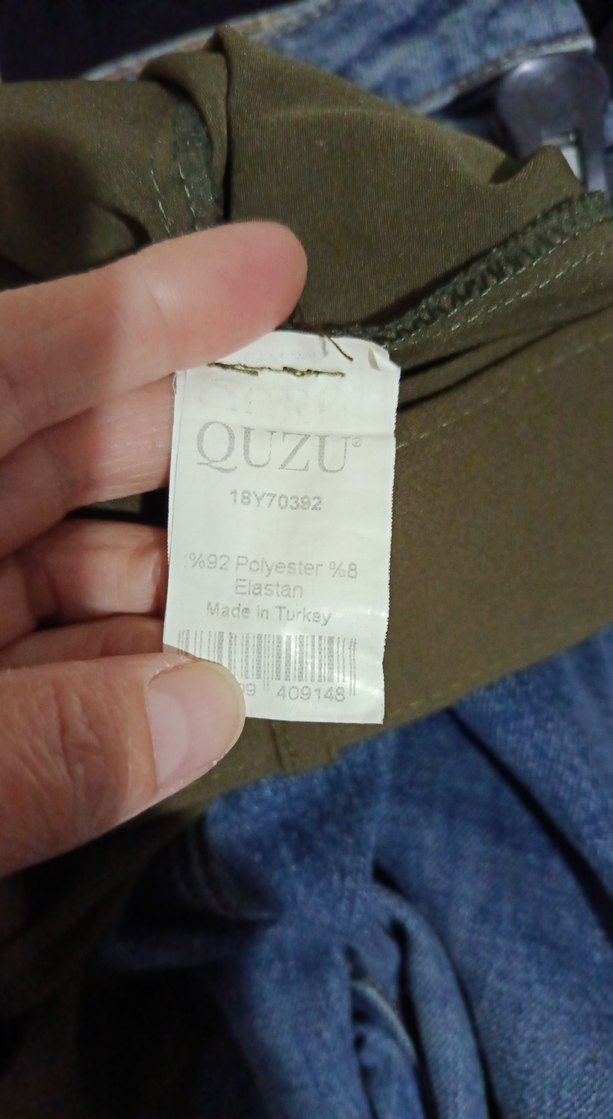 QUZU®
18Y70392
%92 Polyester %8
Elastan
Made in Turkey
409148